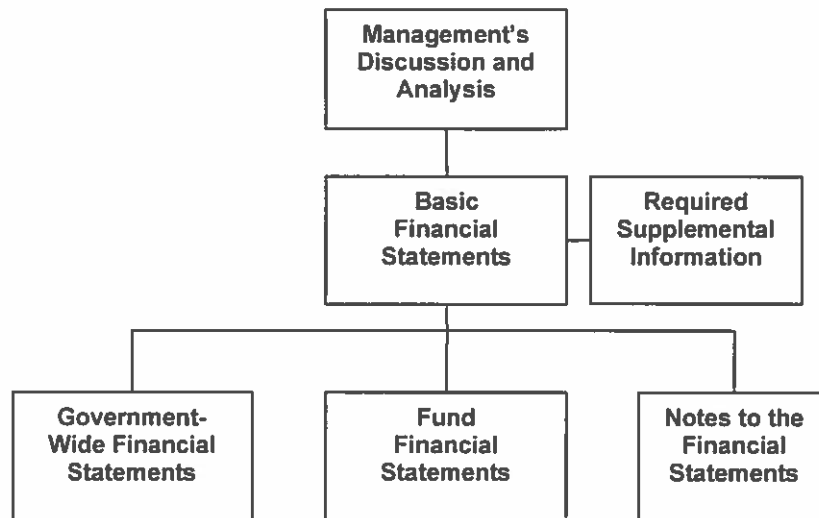 Management's
Discussion and
Analysis
Basic
Financial
Statements
Required
Supplemental
Information
Government-
Wide Financial
Statements
Fund
Financial
Statements
Notes to the
Financial
Statements